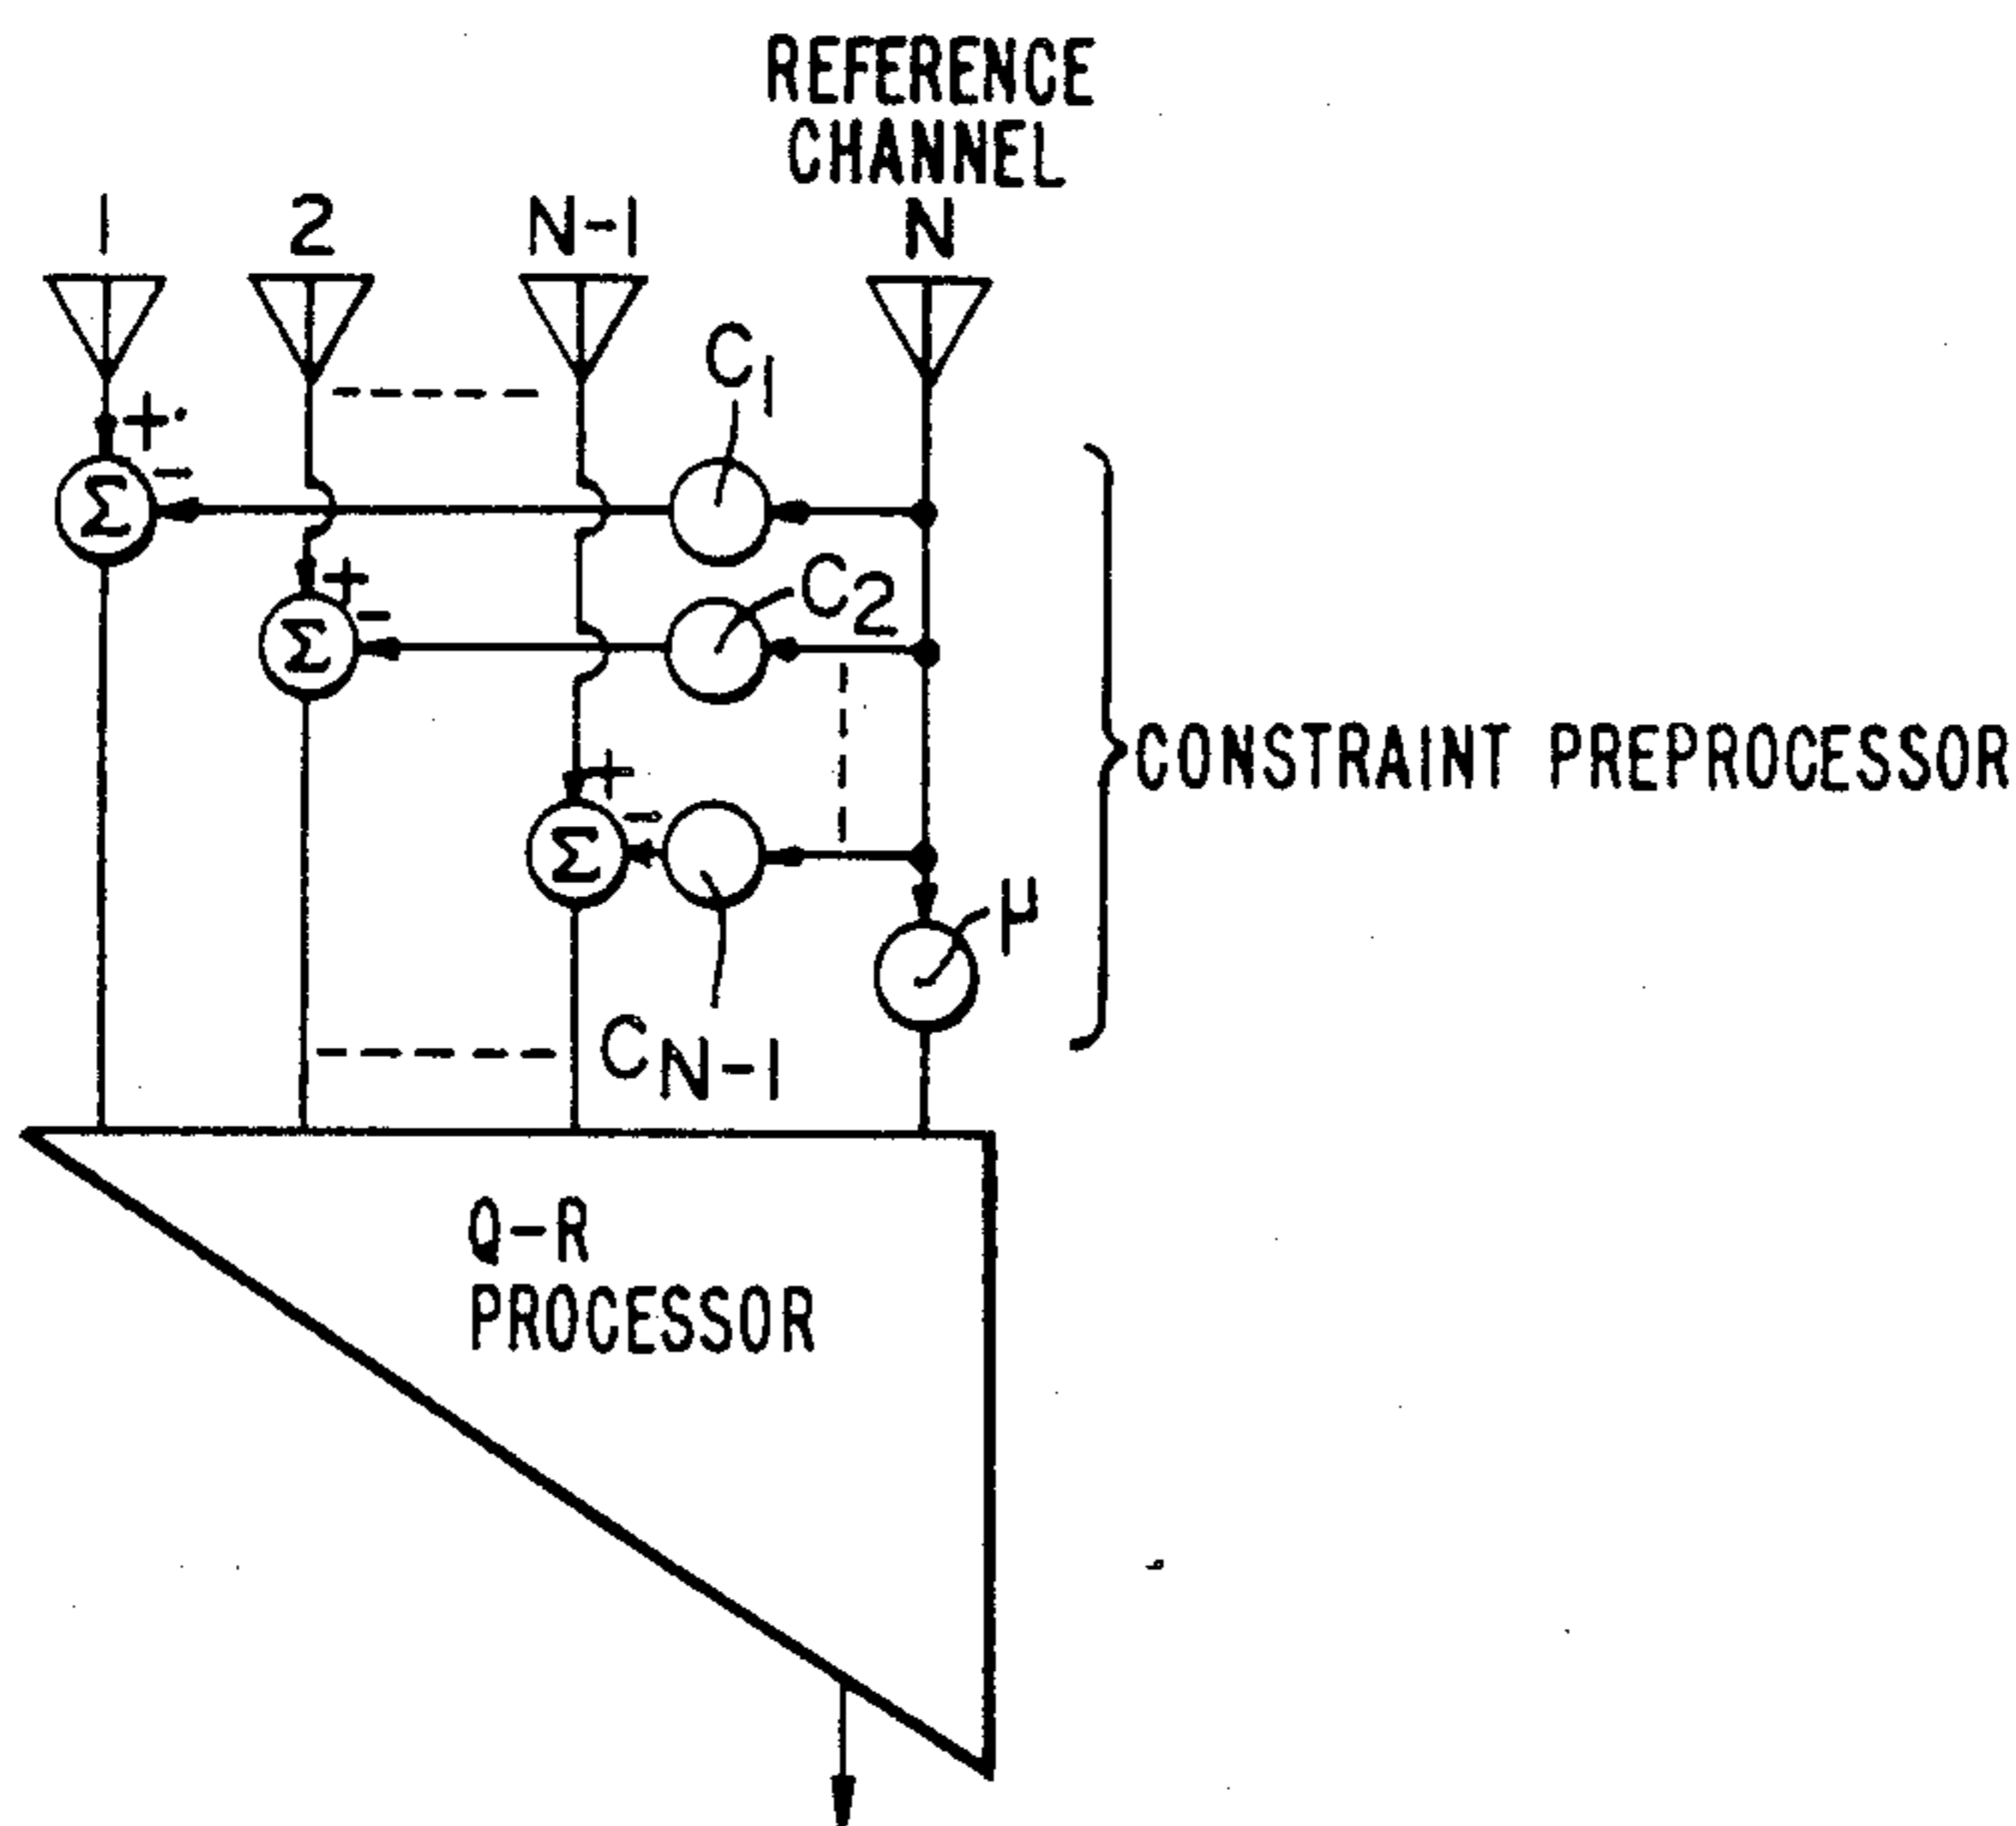 REFERENCE
CHANNEL
1 2 N-1 N
C1
+ -
Σ
+ -
C2
Σ
CONSTRAINT PREPROCESSOR
+ -
Σ
μ
CN-1
Q-R
PROCESSOR